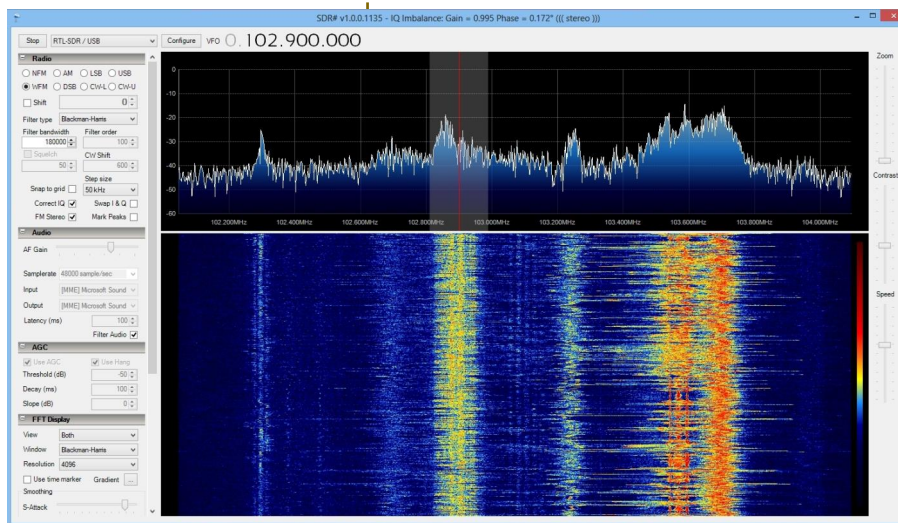 SDR# v1.0.0.1135 - IQ Imbalance: Gain = 0.995 Phase = 0.172° ((( stereo )))
Stop RTL-SDR / USB Configure VFO 0.102.900.000
Radio
NFM AM LSB USB
WFM DSB CW-L CW-U
Shift 0
Filter type Blackman-Harris
Filter bandwidth Filter order
180000 100
Squelch CW Shift
50 600
Step size
Snap to grid 50 kHz
Correct IQ Swap I & Q
FM Stereo Mark Peaks
Audio
AF Gain
Samplerate 48000 sample/sec
Input [MME] Microsoft Sound
Output [MME] Microsoft Sound
Latency (ms) 100
Filter Audio
AGC
Use AGC Use Hang
Threshold (dB) -50
Decay (ms) 100
Slope (dB) 0
FFT Display
View Both
Window Blackman-Harris
Resolution 4096
Use time marker Gradient ...
Smoothing
S-Attack
0
-10
-20
-30
-40
-50
-60
102.200MHz 102.400MHz 102.600MHz 102.800MHz 103.000MHz 103.200MHz 103.400MHz 103.600MHz 103.800MHz 104.000MHz
Zoom
Contrast
Speed